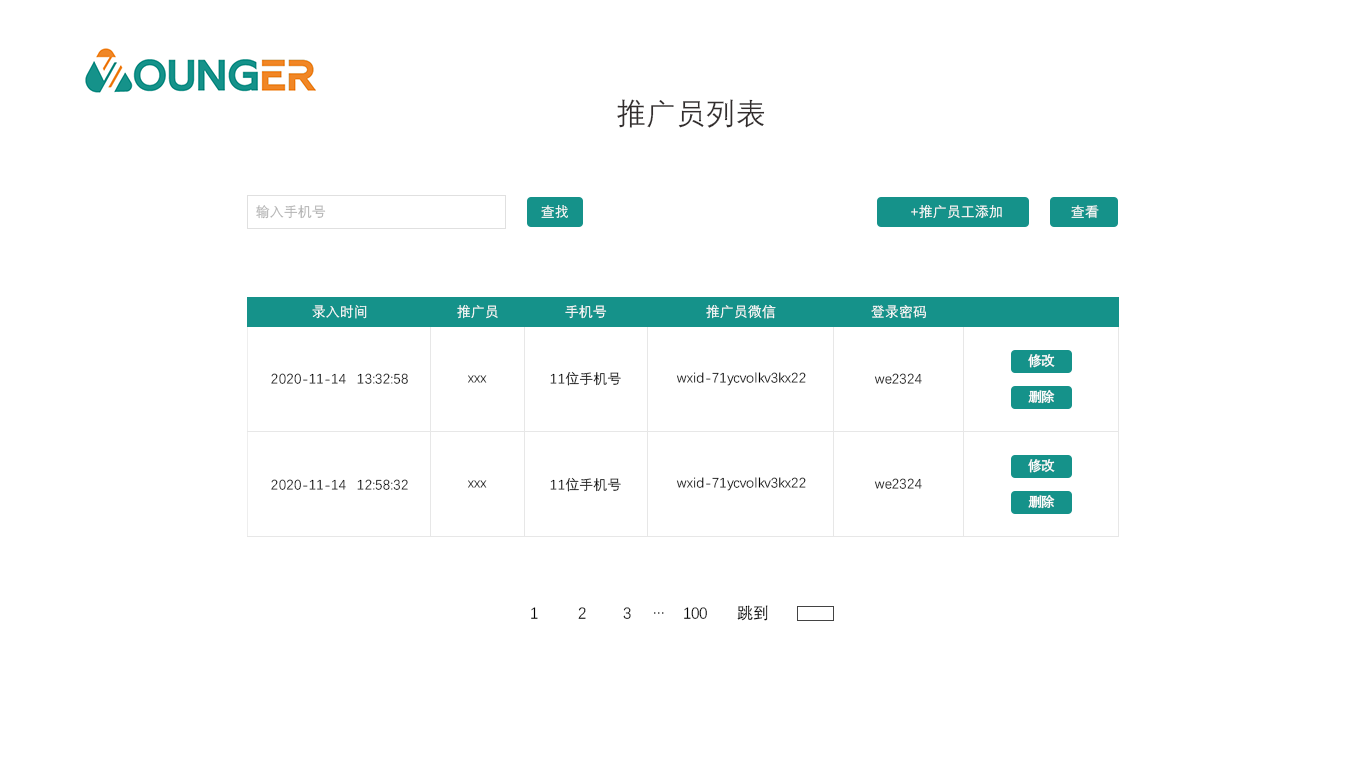 YOUNGER
推广员列表
输入手机号 查找 +推广员工添加 查看
录入时间 推广员 手机号 推广员微信 登录密码
2020-11-14 13:32:58 xxx 11位手机号 wxid-71ycvolkv3kx22 we2324 修改
删除
2020-11-14 12:58:32 xxx 11位手机号 wxid-71ycvolkv3kx22 we2324 修改
删除
1 2 3 ··· 100 跳到